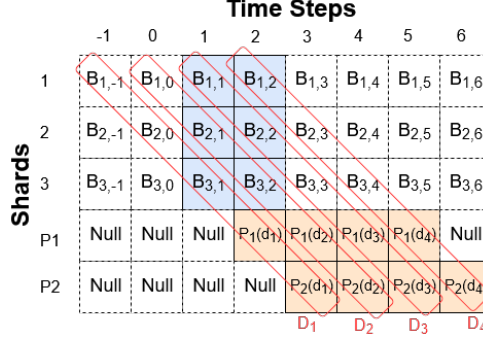 Time Steps
-1 0 1 2 3 4 5 6
Shards
1 B1,-1 B1,0 B1,1 B1,2 B1,3 B1,4 B1,5 B1,6
2 B2,-1 B2,0 B2,1 B2,2 B2,3 B2,4 B2,5 B2,6
3 B3,-1 B3,0 B3,1 B3,2 B3,3 B3,4 B3,5 B3,6
P1 Null Null Null P1(d1) P1(d2) P1(d3) P1(d4) Null
P2 Null Null Null Null P2(d1) P2(d2) P2(d3) P2(d4
D1 D2 D3 D4